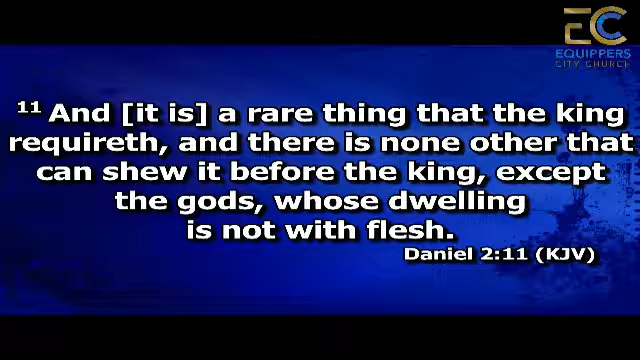 EC
EQUIPPERS
CITY CHURCH
11 And [it is] a rare thing that the king
requireth, and there is none other that
can shew it before the king, except
the gods, whose dwelling
is not with flesh.
Daniel 2:11 (KJV)